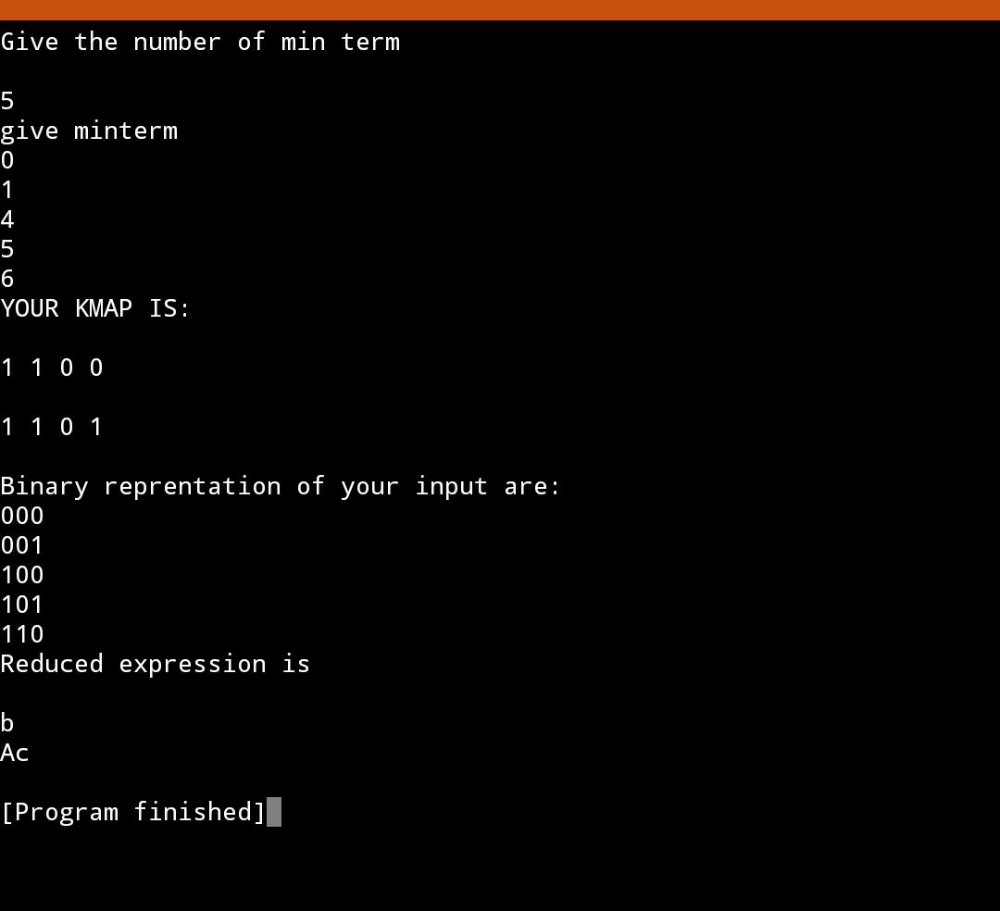 Give the number of min term
5
give minterm
0
1
4
5
6
YOUR KMAP IS:
1 1 0 0
1 1 0 1
Binary reprentation of your input are:
000
001
100
101
110
Reduced expression is
b
Ac
[Program finished]